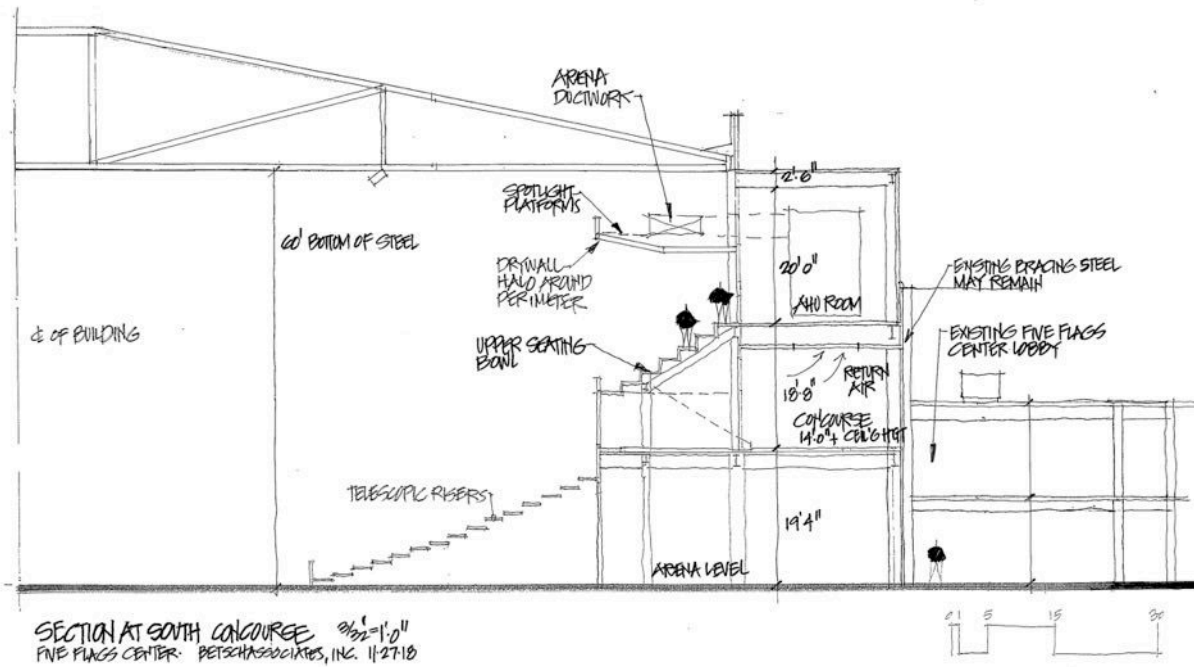 ARENA
DUCTWORK
2'-6"
SPOTLIGHT
PLATFORMS
60' BOTTOM OF STEEL
DRYWALL
HALO AROUND
PERIMETER
20'0"
EXISTING BRACING STEEL
MAY REMAIN
AHU ROOM
℄ OF BUILDING
EXISTING FIVE FLAGS
CENTER LOBBY
UPPER SEATING
BOWL
RETURN
AIR
18'-8"
CONCOURSE
14'-0"+ CEIL'G HGT
TELESCOPIC RISERS
19'4"
ARENA LEVEL
SECTION AT SOUTH CONCOURSE 3/32"=1'-0"
FIVE FLAGS CENTER· BETSCHASSOCIATES, INC. 11·27·18
0 1 5 15 30